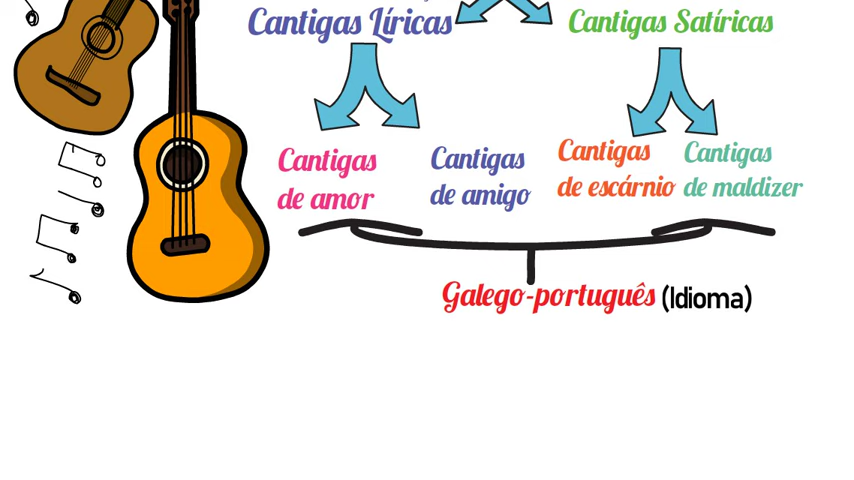 Cantigas Líricas
Cantigas Satíricas
Cantigas
de amor
Cantigas
de amigo
Cantigas
de escárnio
Cantigas
de maldizer
Galego-português (Idioma)